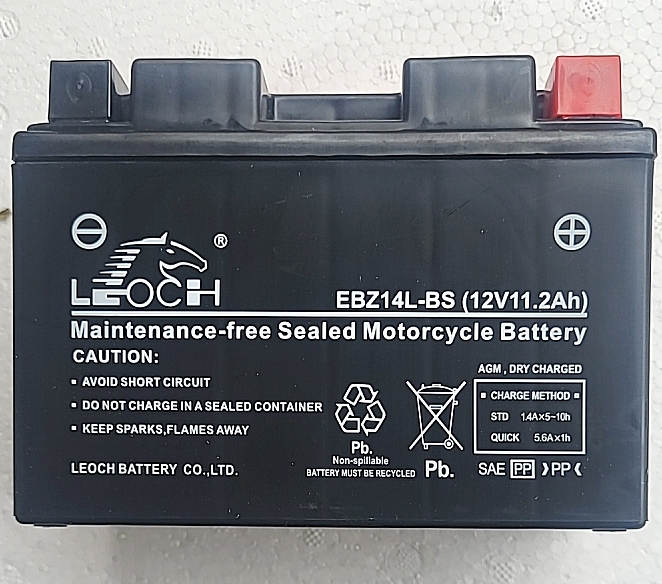 LEOCH ®
EBZ14L-BS (12V11.2Ah)
Maintenance-free Sealed Motorcycle Battery
CAUTION:
▪ AVOID SHORT CIRCUIT
▪ DO NOT CHARGE IN A SEALED CONTAINER
▪ KEEP SPARKS,FLAMES AWAY
LEOCH BATTERY CO.,LTD.
Pb.
Non-spillable
BATTERY MUST BE RECYCLED
Pb.
AGM , DRY CHARGED
▪ CHARGE METHOD ▪
STD 1.4A×5~10h
QUICK 5.6A×1h
SAE PP 》PP《